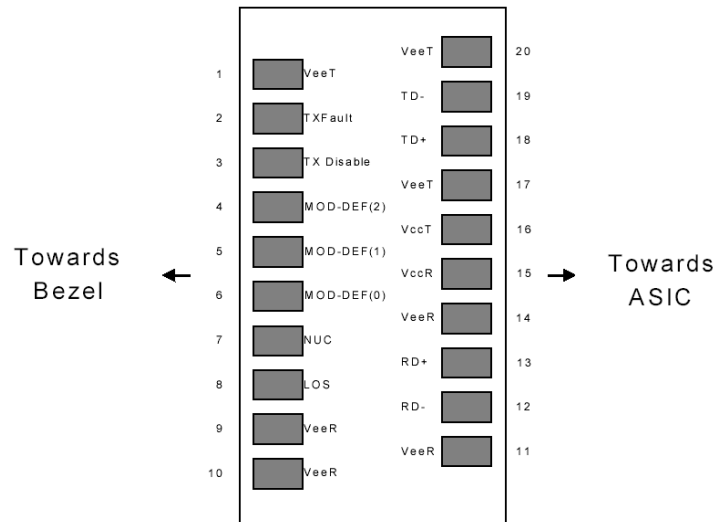 VeeT 20
1 VeeT
TD- 19
2 TXFault
TD+ 18
3 TX Disable
VeeT 17
4 MOD-DEF(2)
VccT 16
5 MOD-DEF(1)
Towards
Bezel
VccR 15
Towards
ASIC
6 MOD-DEF(0)
VeeR 14
7 NUC
RD+ 13
8 LOS
RD- 12
9 VeeR
VeeR 11
10 VeeR